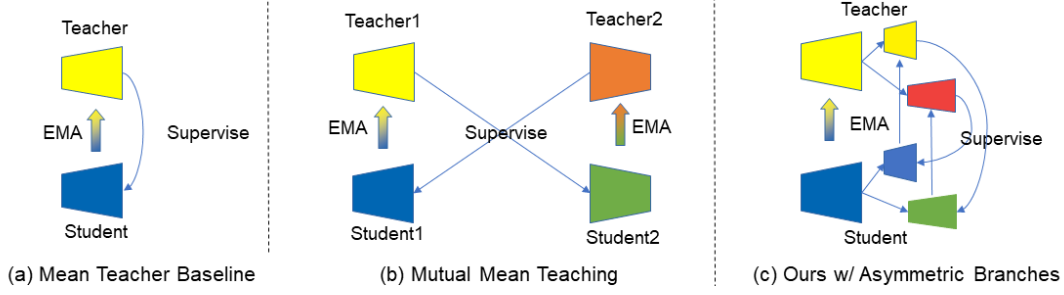 Teacher
EMA
Supervise
Student
(a) Mean Teacher Baseline
Teacher1
Teacher2
EMA
Supervise
EMA
Student1
Student2
(b) Mutual Mean Teaching
Teacher
EMA
Supervise
Student
(c) Ours w/ Asymmetric Branches